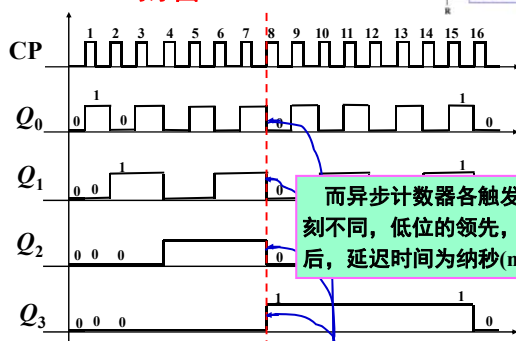 R
1 2 3 4 5 6 7 8 9 10 11 12 13 14 15 16
CP
1 1
Q0 0 0 0 0
1 1
Q1 0 0 0
而异步计数器各触发
刻不同，低位的领先，
后，延迟时间为纳秒(n
Q2 0 0 0 0
1 1
Q3 0 0 0 0